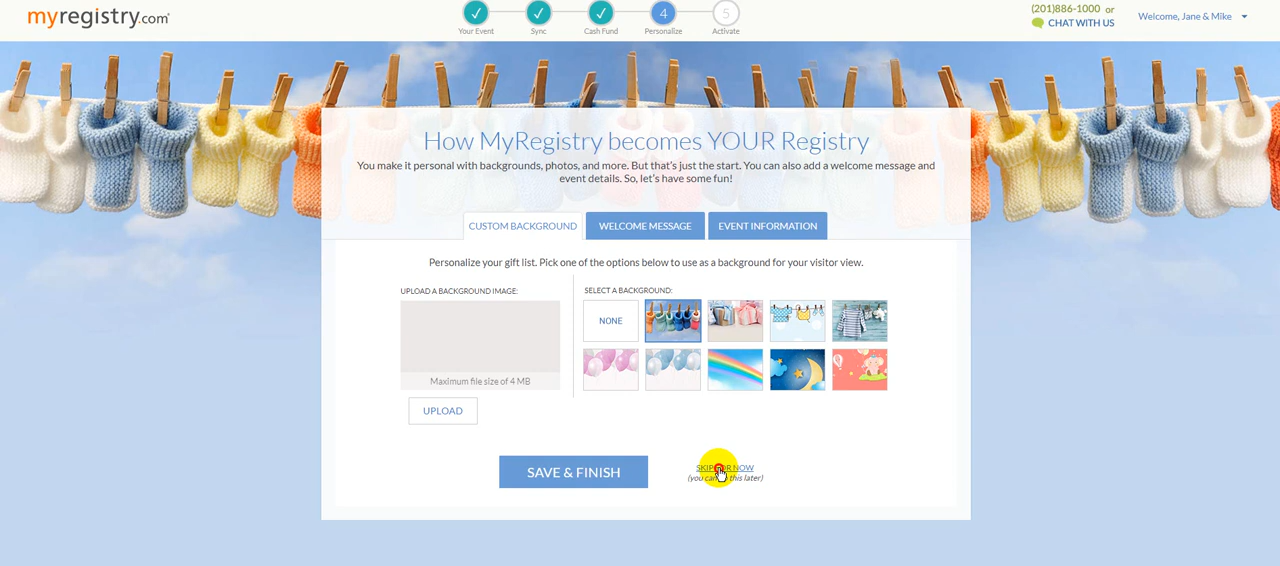 myregistry.com
4
5
Your Event
Sync
Cash Fund
Personalize
Activate
(201)886-1000 or
CHAT WITH US
Welcome, Jane & Mike
How MyRegistry becomes YOUR Registry
You make it personal with backgrounds, photos, and more. But that's just the start. You can also add a welcome message and
event details. So, let's have some fun!
CUSTOM BACKGROUND
WELCOME MESSAGE
EVENT INFORMATION
Personalize your gift list. Pick one of the options below to use as a background for your visitor view.
UPLOAD A BACKGROUND IMAGE:
Maximum file size of 4 MB
UPLOAD
SELECT A BACKGROUND:
NONE
SAVE & FINISH
SKIP FOR NOW
(you can this later)